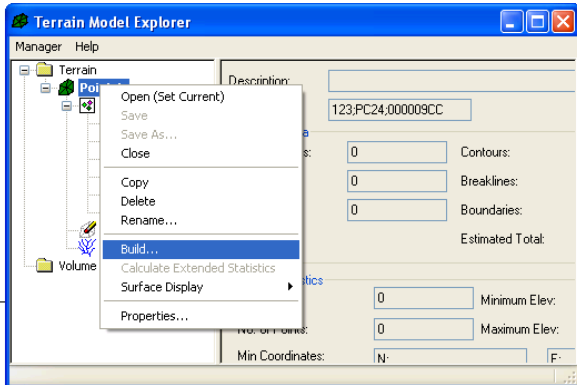 Terrain Model Explorer
Manager Help
Terrain
Description:
Open (Set Current)
123;PC24;000009CC
Save
Save As...
Close
0 Contours:
Copy
0 Breaklines:
Delete
0 Boundaries:
Rename...
Estimated Total:
Build...
Volume
Calculate Extended Statistics
Surface Display
0 Minimum Elev:
Properties...
No. of Points: 0 Maximum Elev:
Min Coordinates: N: E: